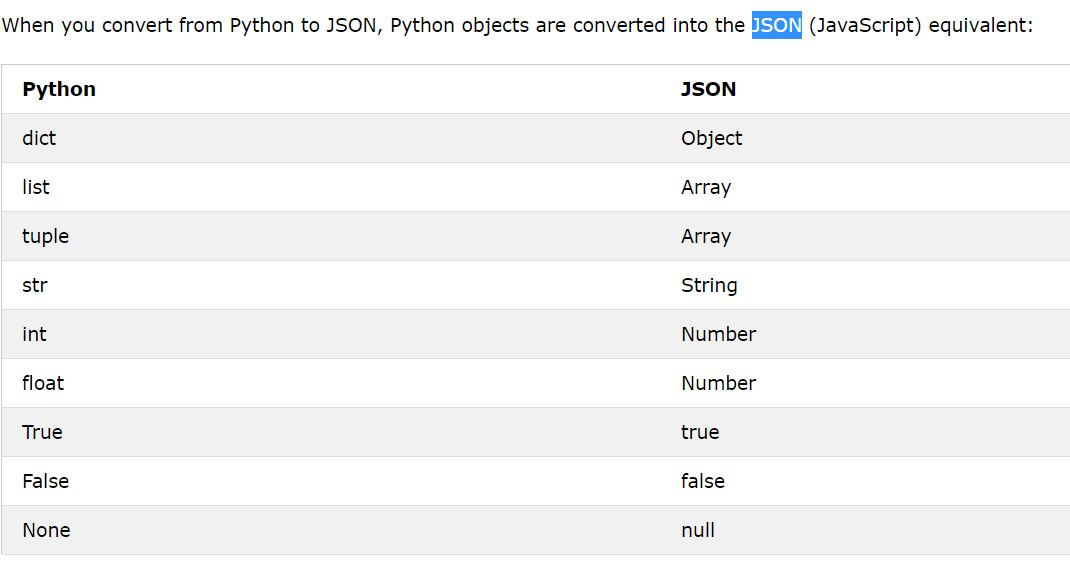 When you convert from Python to JSON, Python objects are converted into the JSON (JavaScript) equivalent:
Python JSON
dict Object
list Array
tuple Array
str String
int Number
float Number
True true
False false
None null